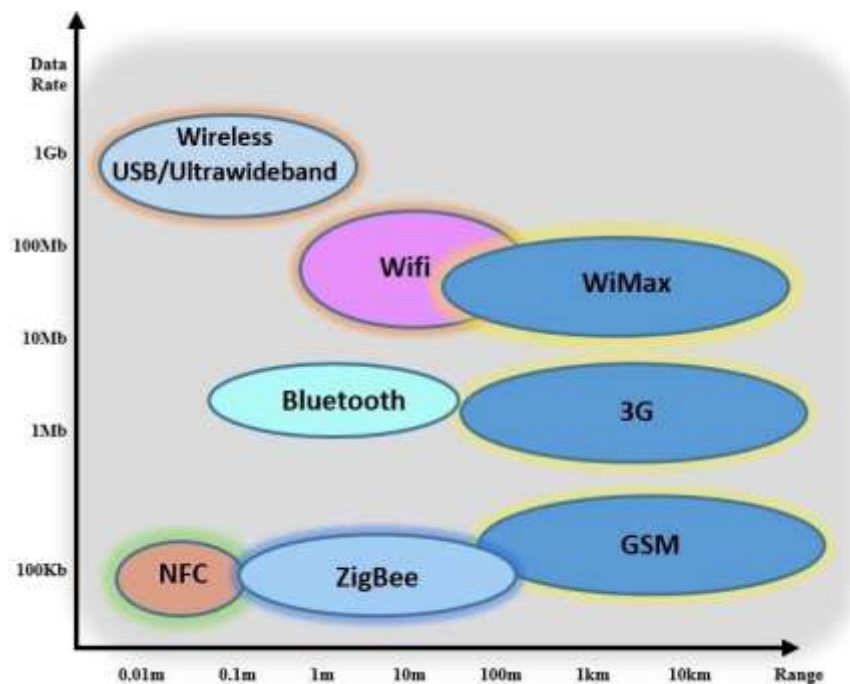 Data
Rate
Wireless
USB/Ultrawideband
1Gb
100Mb
Wifi
WiMax
10Mb
Bluetooth
3G
1Mb
GSM
100Kb
NFC
ZigBee
0.01m 0.1m 1m 10m 100m 1km 10km Range